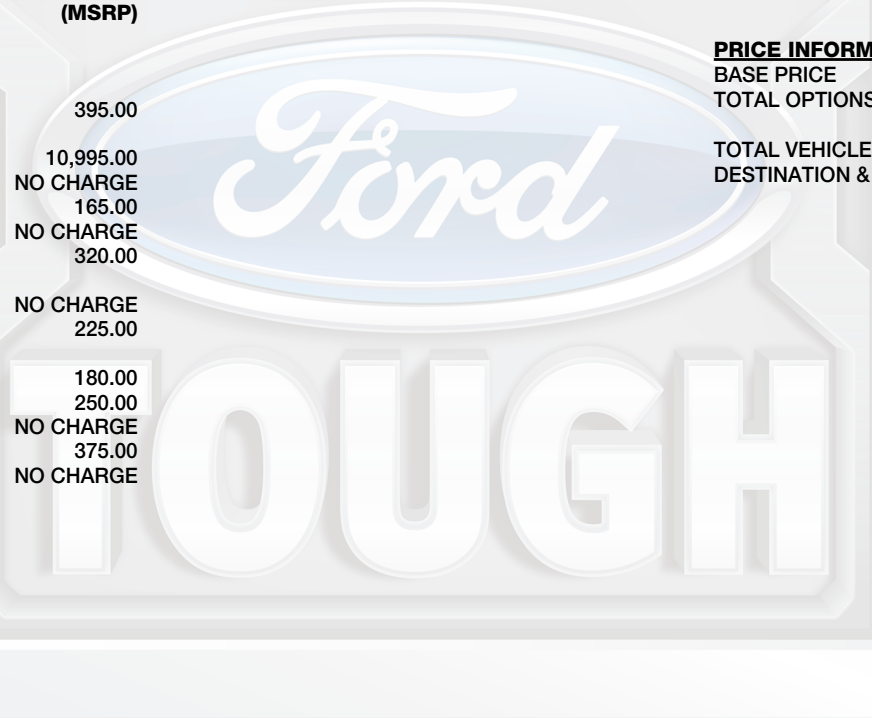 (MSRP)
395.00
10,995.00
NO CHARGE
165.00
NO CHARGE
320.00
NO CHARGE
225.00
180.00
250.00
NO CHARGE
375.00
NO CHARGE
PRICE INFORM
BASE PRICE
TOTAL OPTIONS
TOTAL VEHICLE
DESTINATION &
Ford
TOUGH